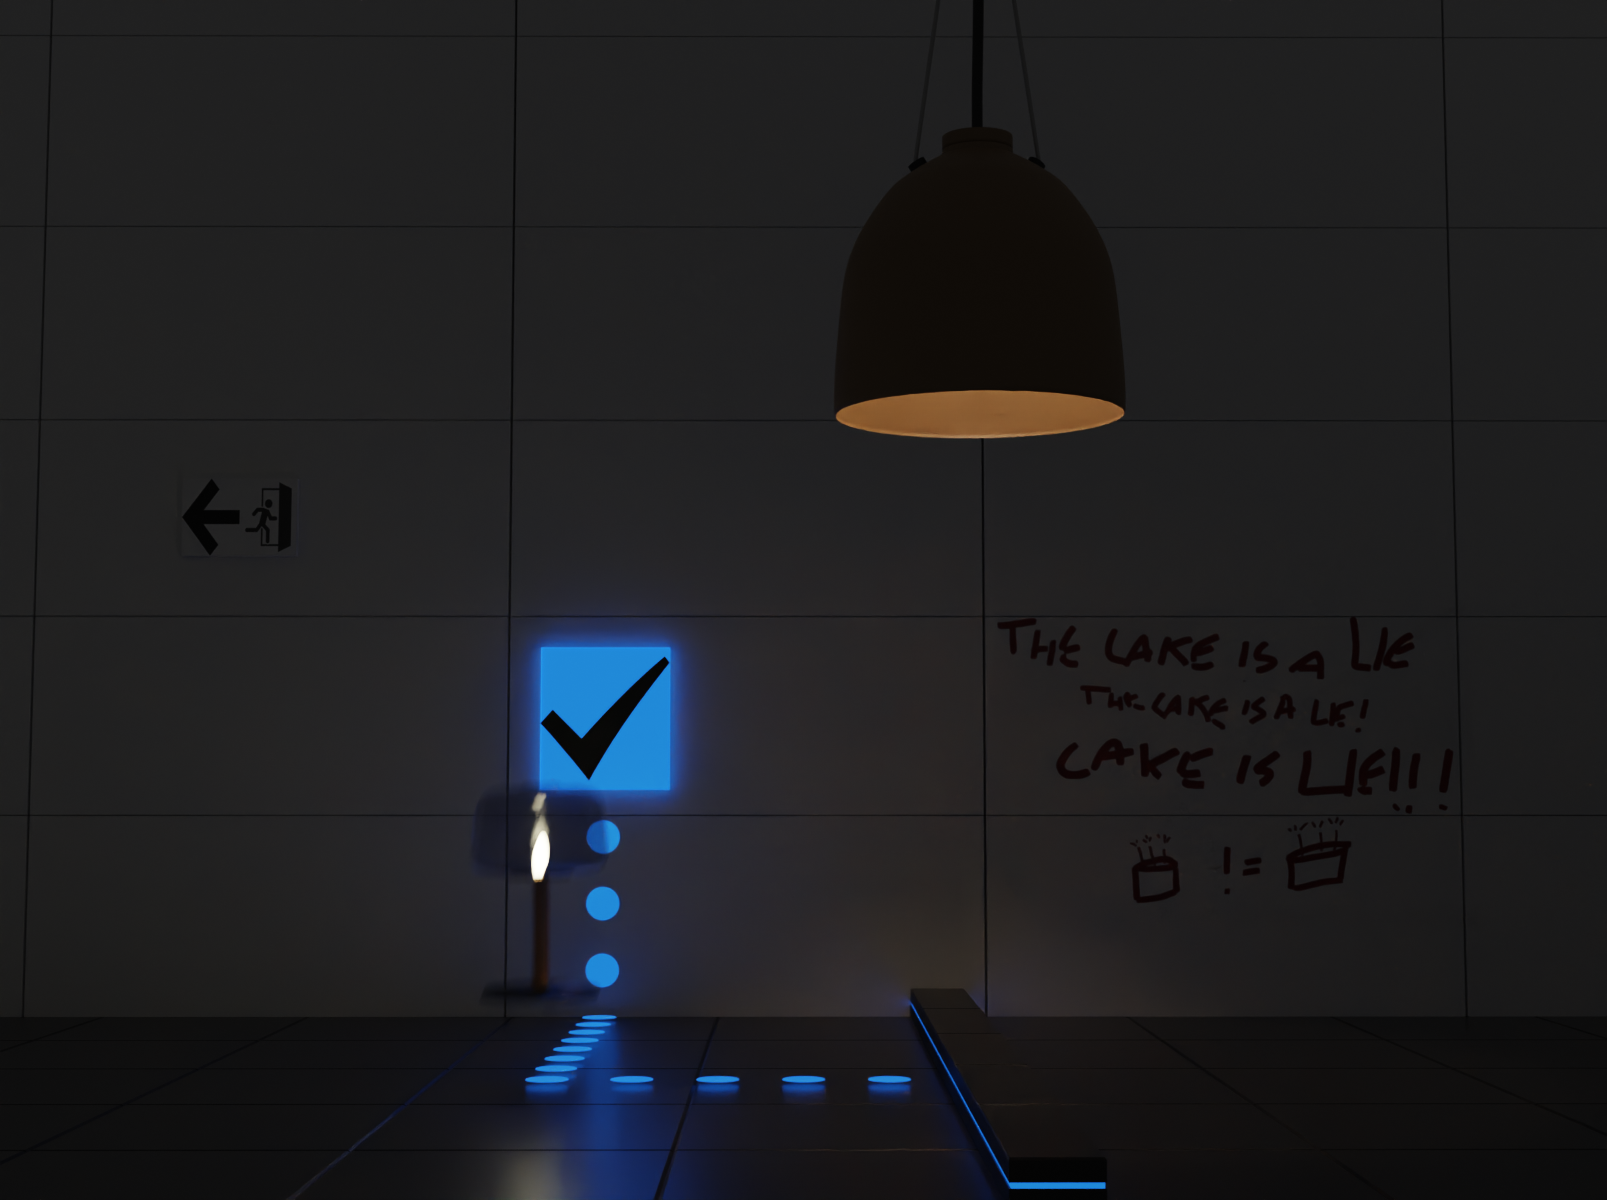 THE CAKE IS A LIE
THE CAKE IS A LIE!
CAKE IS LIE!!!
!=